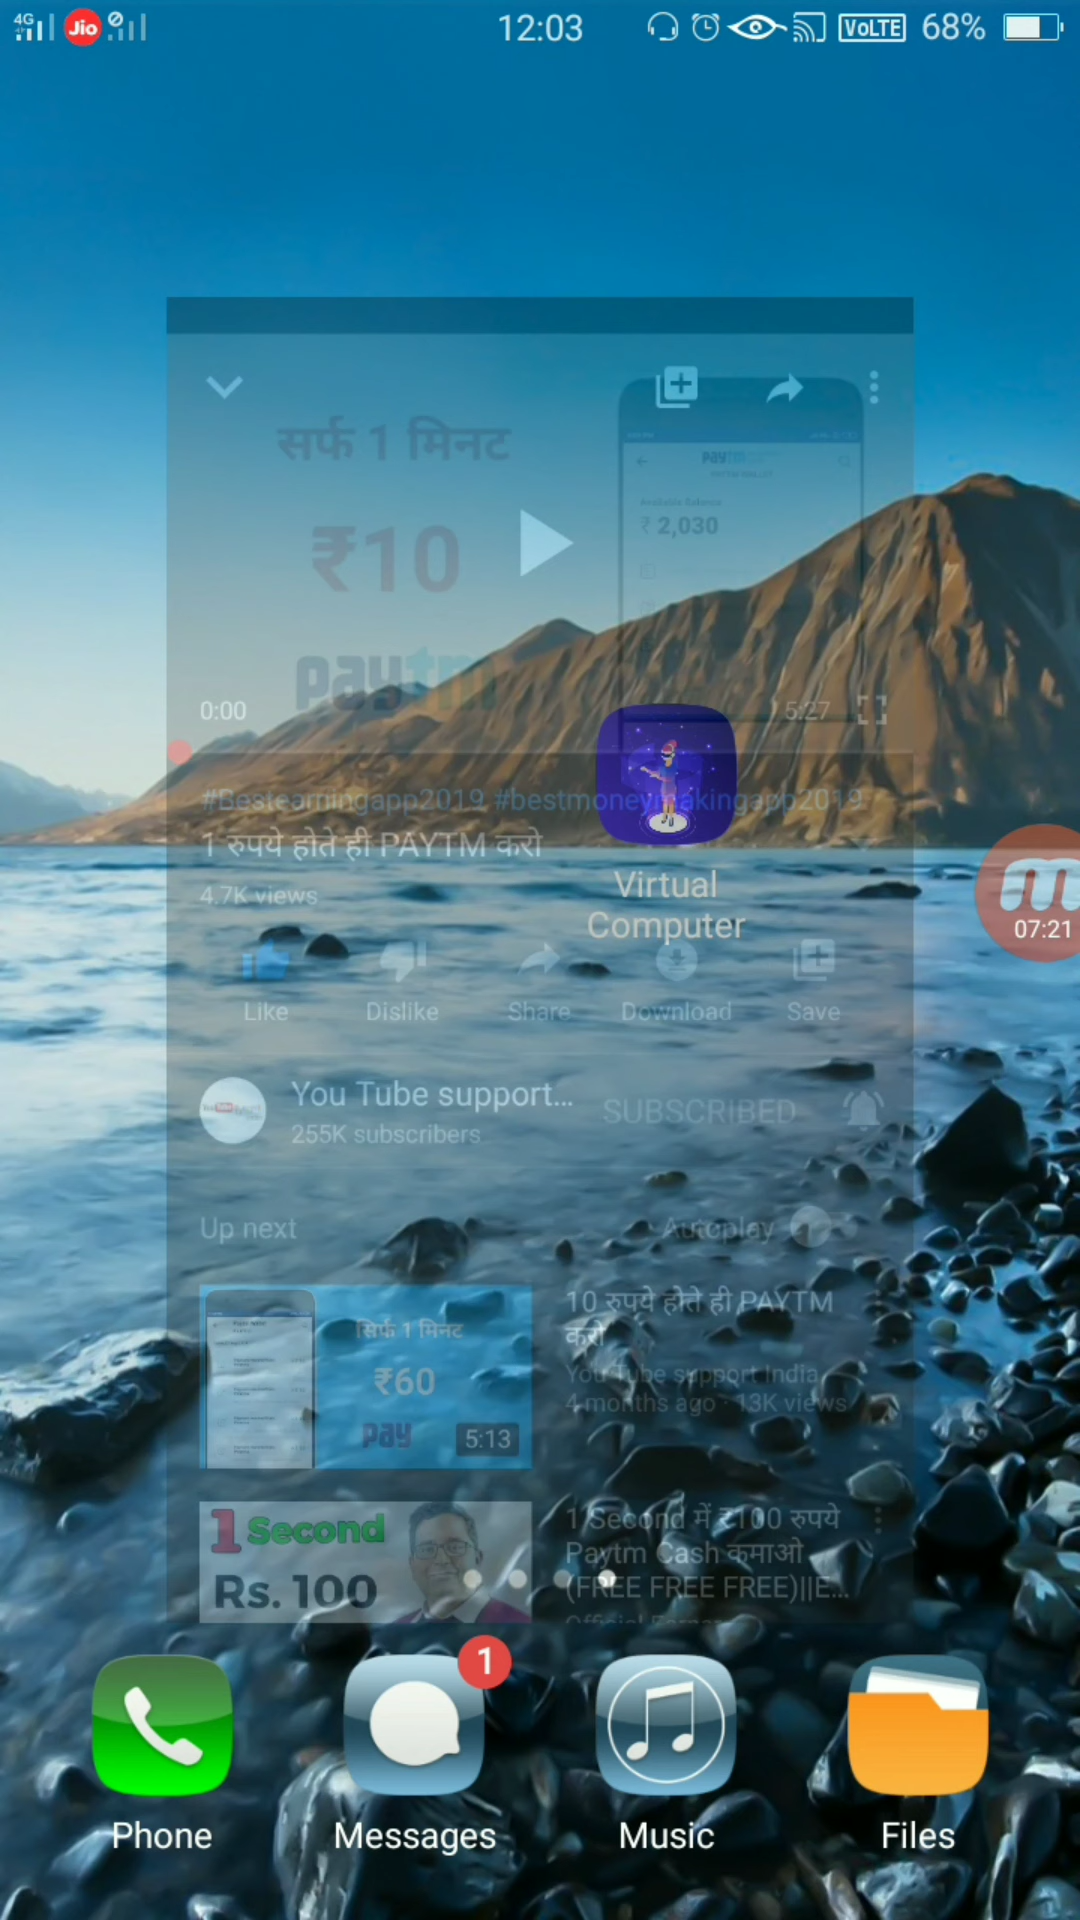 4G
Jio
12:03
VoLTE 68%
सर्फ 1 मिनट
₹10
paytm
paytm
₹ 2,030
0:00
5:27
#Bestearningapp2019 #bestmoneymakingapp2019
1 रुपये होते ही PAYTM करो
4.7K views
Virtual
Computer
m
07:21
Like
Dislike
Share
Download
Save
You Tube support...
255K subscribers
SUBSCRIBED
Up next
Autoplay
सिर्फ 1 मिनट
₹60
pay
5:13
10 रुपये होते ही PAYTM
करो
You Tube support India
4 months ago · 13K views
1 Second
Rs. 100
1 Second में ₹100 रुपये
Paytm Cash कमाओ
(FREE FREE FREE)||E...
1
Phone
Messages
Music
Files